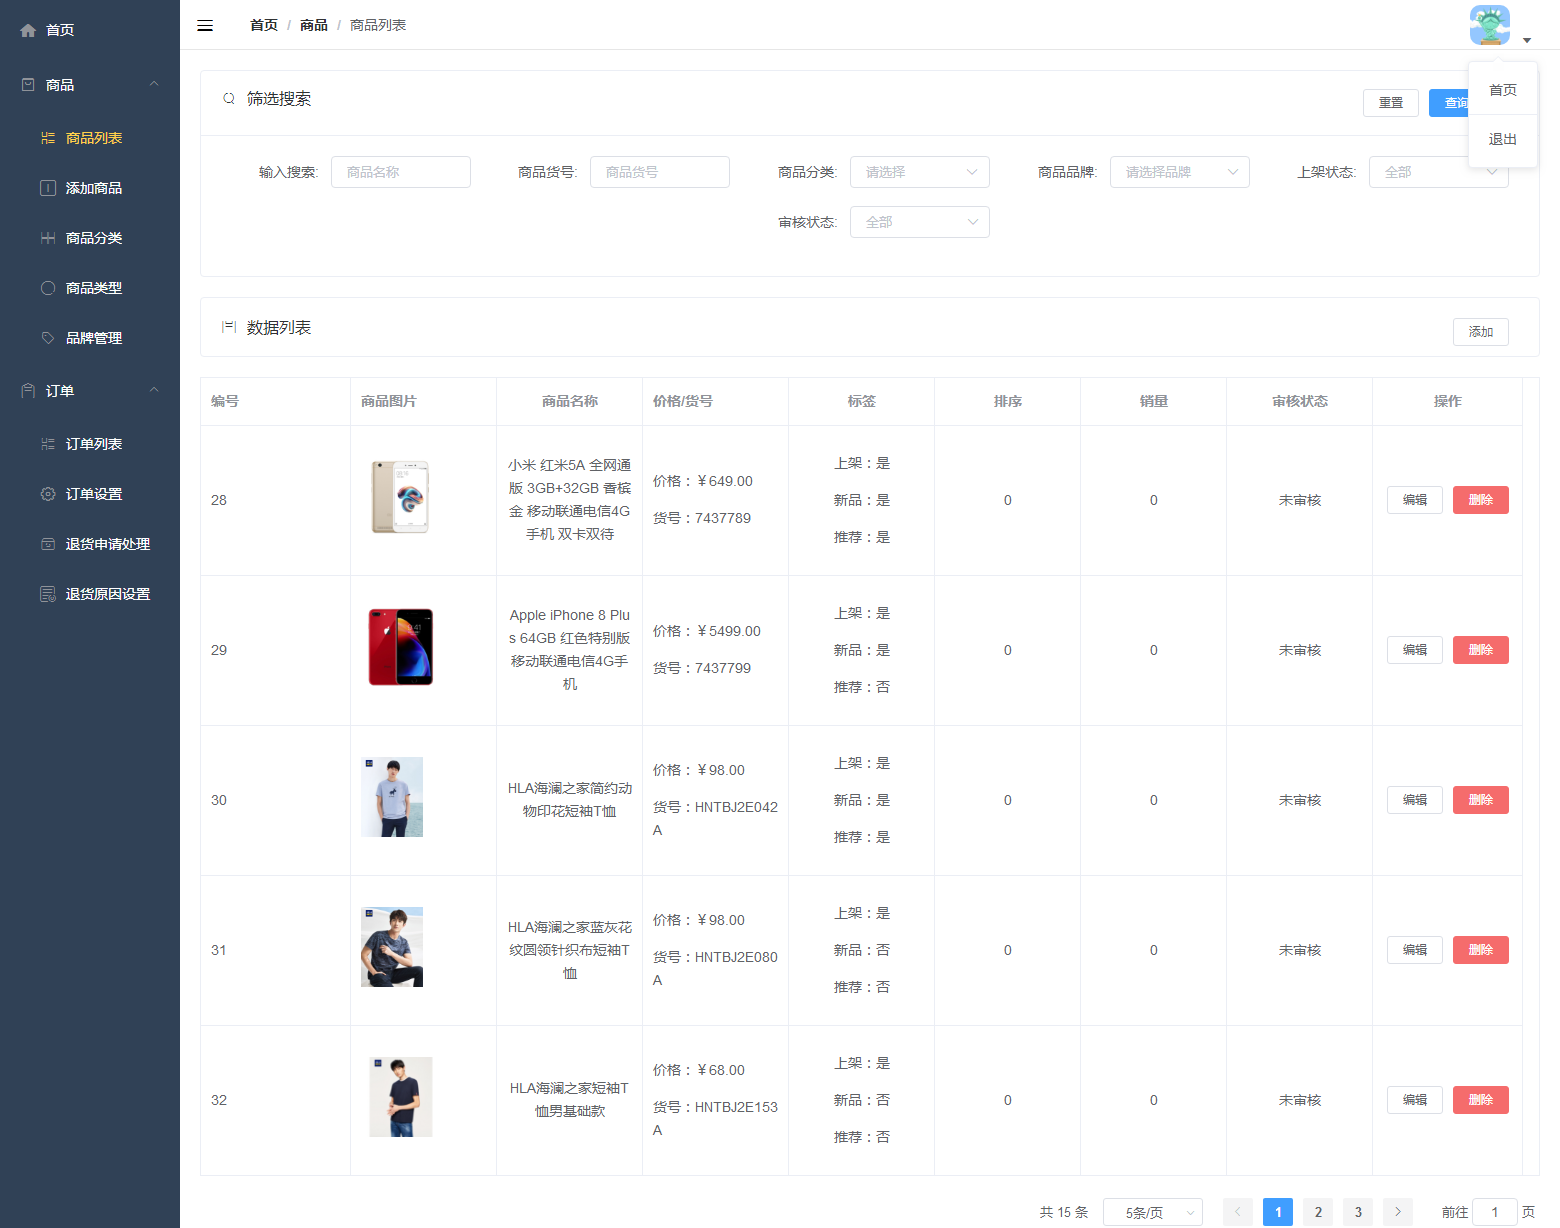 首页
商品
商品列表
添加商品
商品分类
商品类型
品牌管理
订单
订单列表
订单设置
退货申请处理
退货原因设置
首页 / 商品 / 商品列表
首页
退出
筛选搜索
重置
查询
输入搜索: 商品名称
商品货号: 商品货号
商品分类: 请选择
商品品牌: 请选择品牌
上架状态: 全部
审核状态: 全部
数据列表
添加
编号 商品图片 商品名称 价格/货号 标签 排序 销量 审核状态 操作
28
小米 红米5A 全网通
版 3GB+32GB 香槟
金 移动联通电信4G
手机 双卡双待
价格：￥649.00
货号：7437789
上架：是
新品：是
推荐：是
0
0
未审核
编辑
删除
29
Apple iPhone 8 Plu
s 64GB 红色特别版
移动联通电信4G手
机
价格：￥5499.00
货号：7437799
上架：是
新品：是
推荐：否
0
0
未审核
编辑
删除
30
HLA海澜之家简约动
物印花短袖T恤
价格：￥98.00
货号：HNTBJ2E042
A
上架：是
新品：是
推荐：是
0
0
未审核
编辑
删除
31
HLA海澜之家蓝灰花
纹圆领针织布短袖T
恤
价格：￥98.00
货号：HNTBJ2E080
A
上架：是
新品：否
推荐：否
0
0
未审核
编辑
删除
32
HLA海澜之家短袖T
恤男基础款
价格：￥68.00
货号：HNTBJ2E153
A
上架：是
新品：否
推荐：否
0
0
未审核
编辑
删除
共 15 条 5条/页 1 2 3 前往 1 页